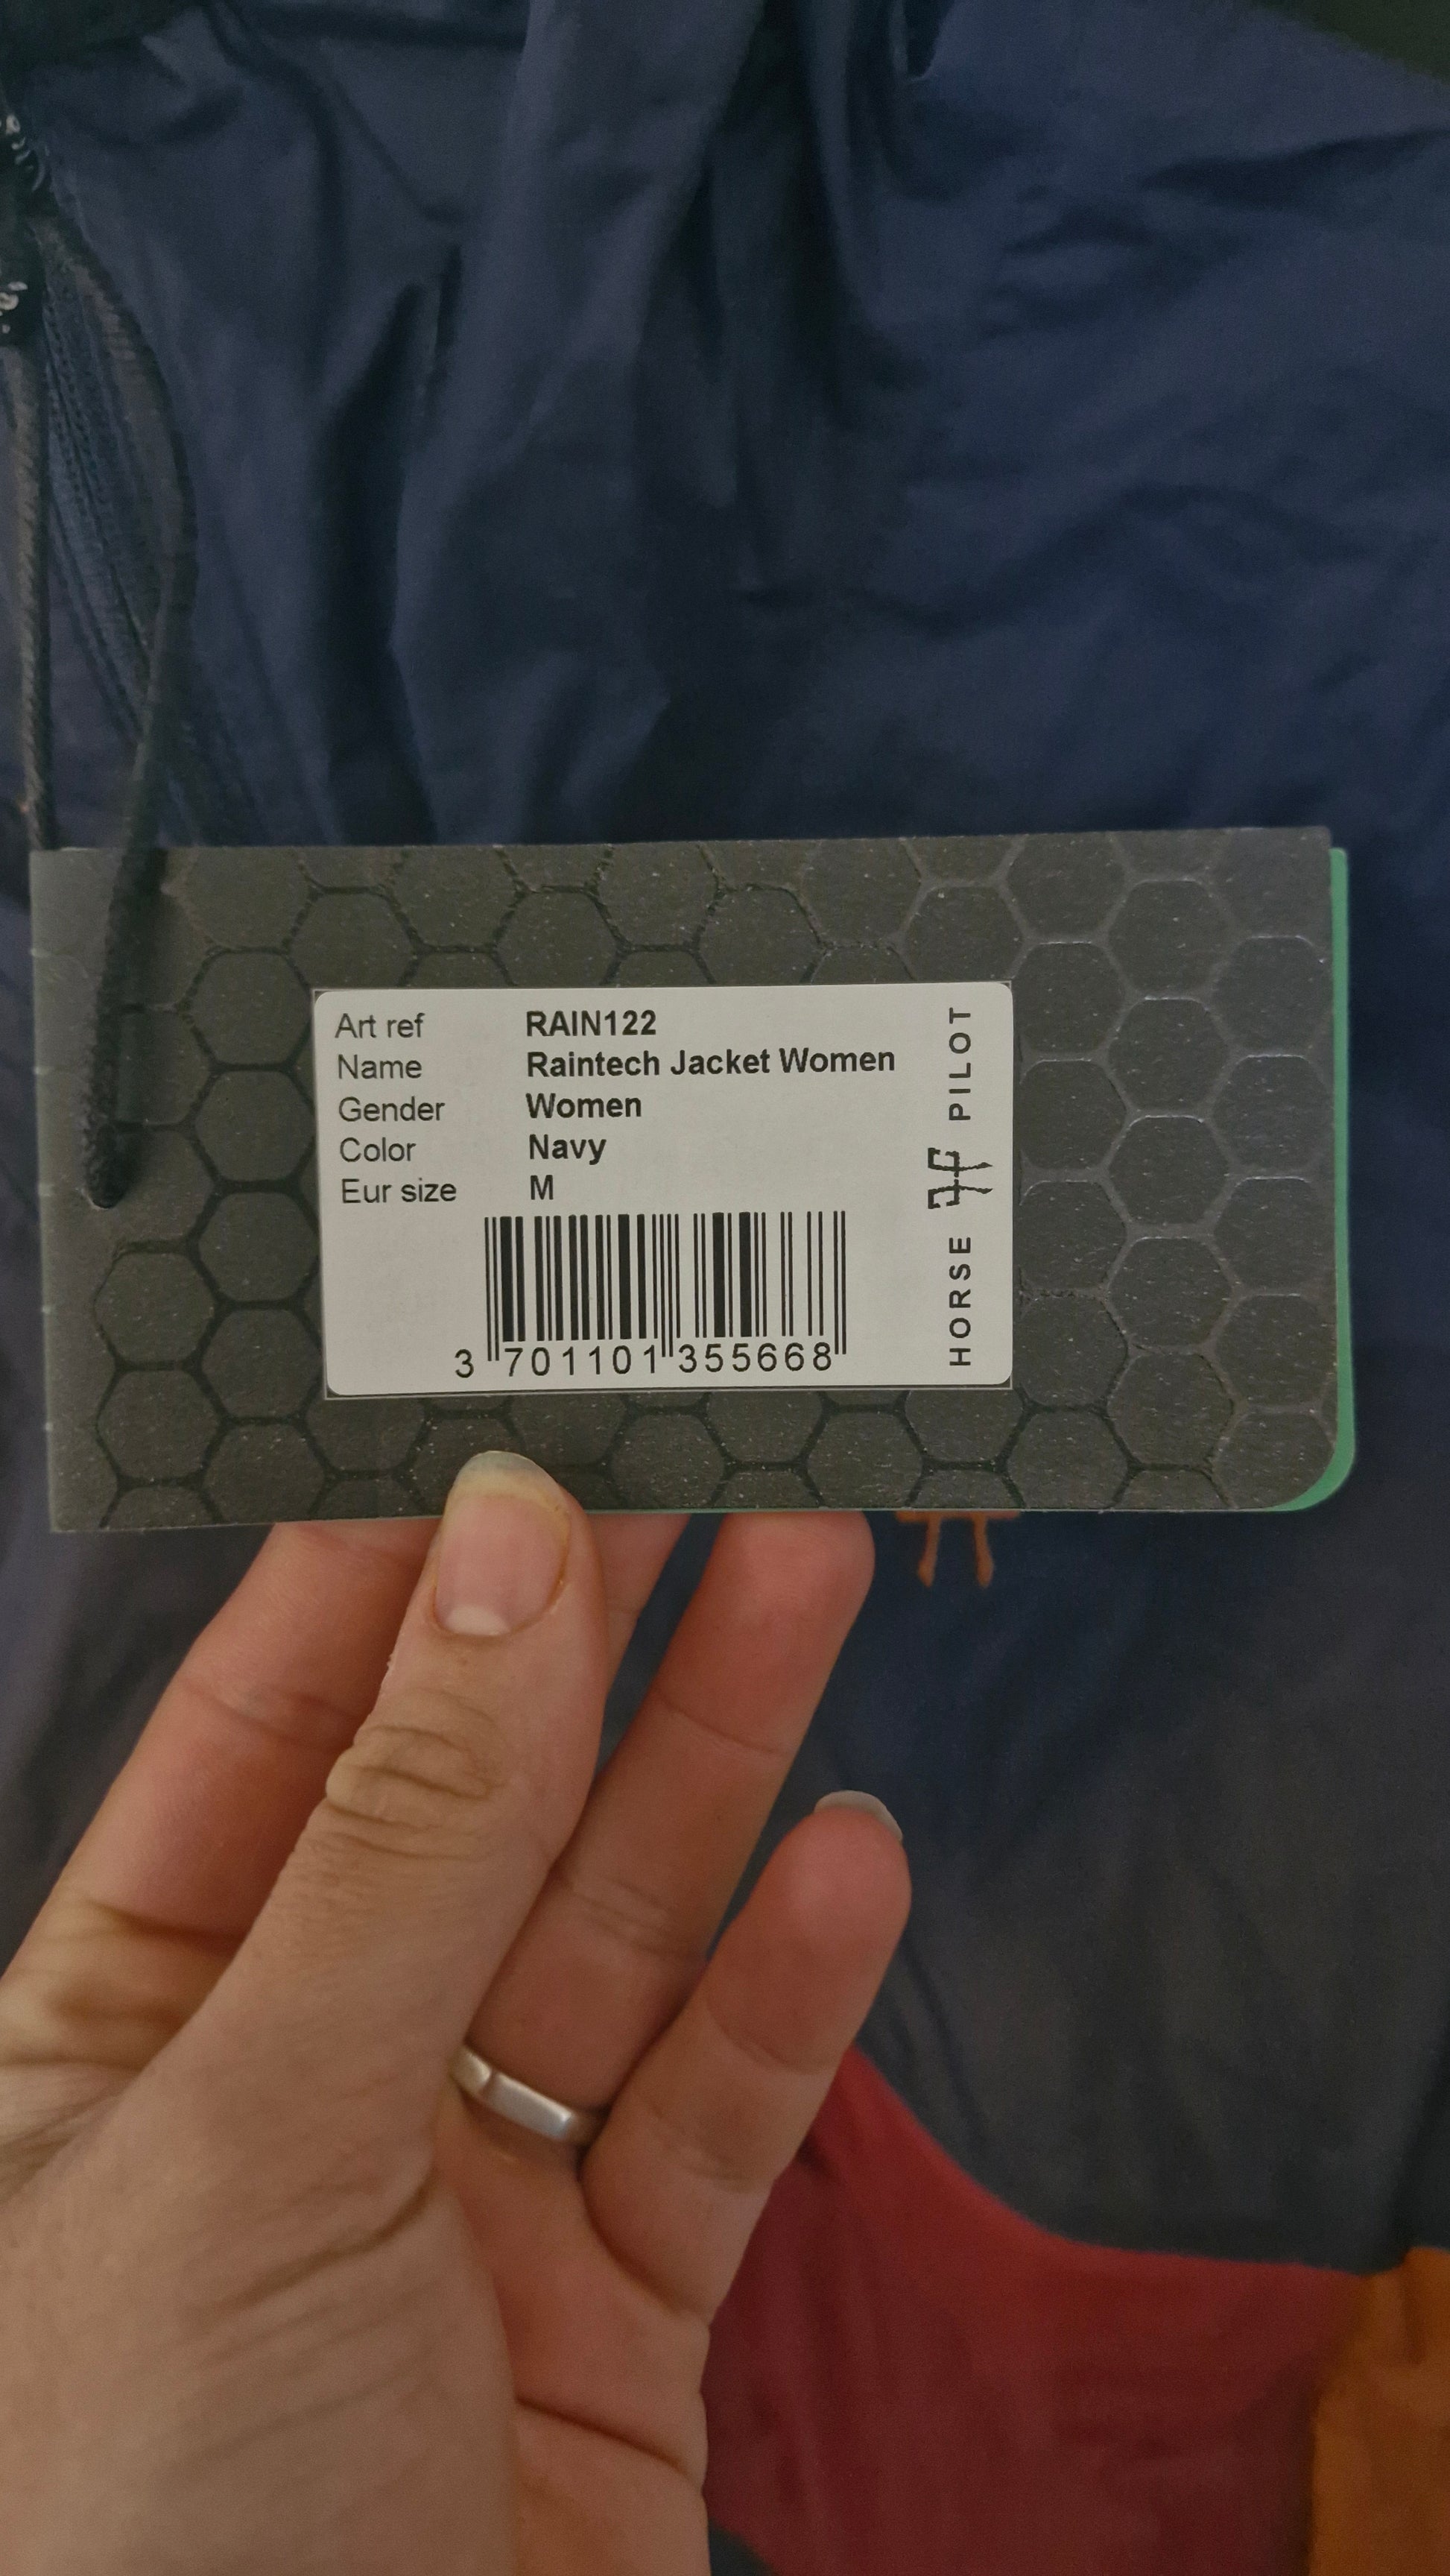 Art ref RAIN122
Name Raintech Jacket Women
Gender Women
Color Navy
Eur size M
3 701101 355668
HORSE PILOT